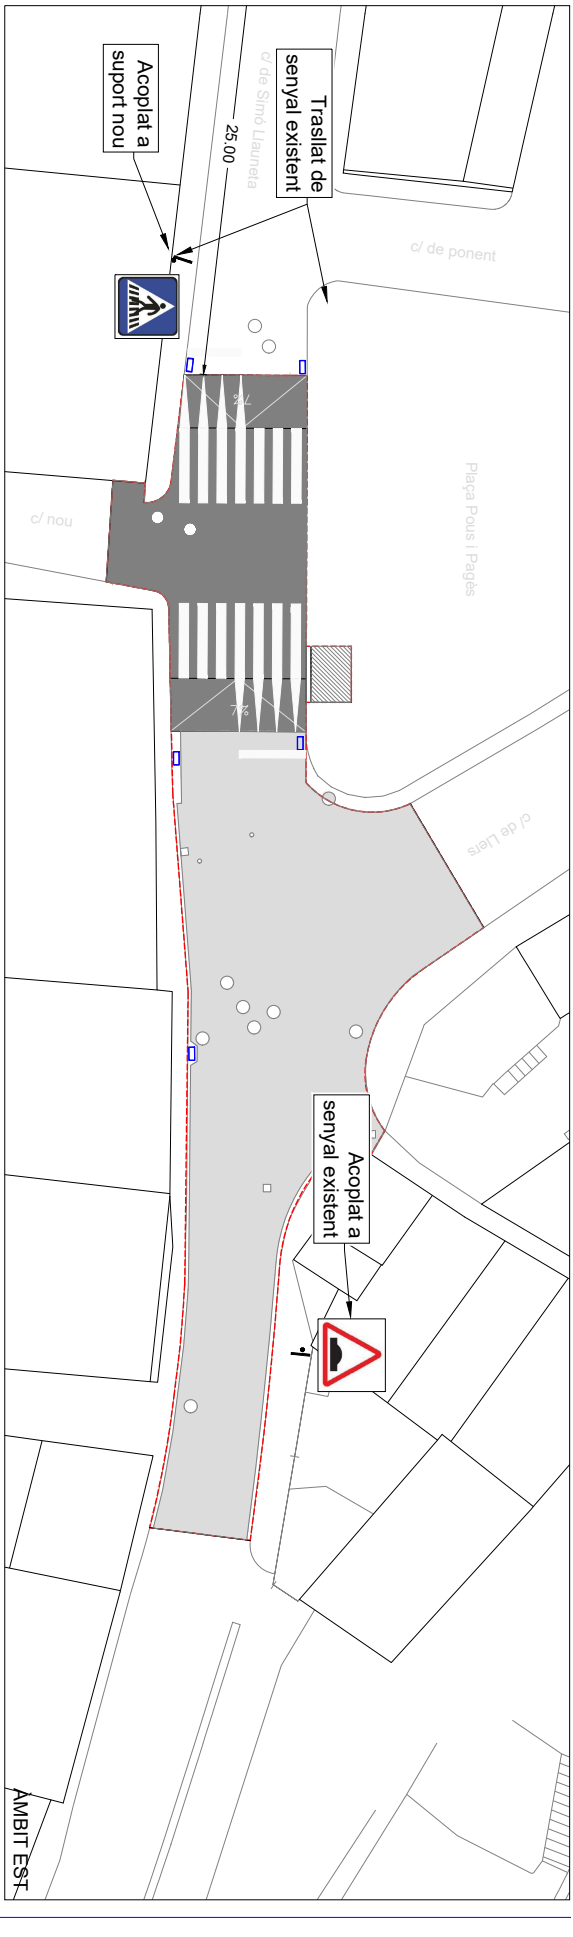 c/ de Simó Llauneta
25.00
Acoplat a
suport nou
Trasllat de
senyal existent
c/ de ponent
7%
c/ nou
Plaça Pous i Pagès
7%
c/ de Llers
Acoplat a
senyal existent
ÀMBIT EST